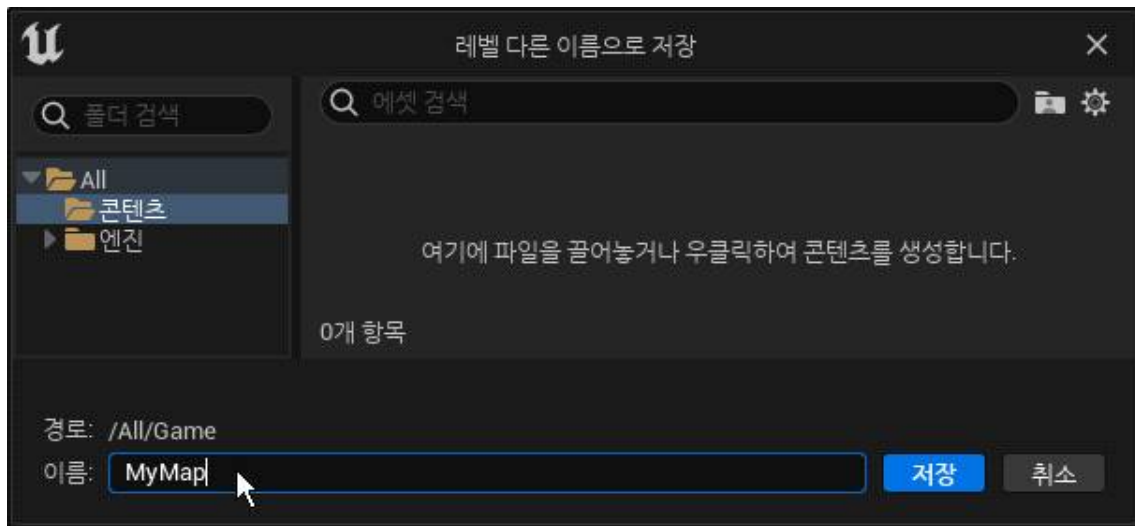 레벨 다른 이름으로 저장
폴더 검색
에셋 검색
All
콘텐츠
엔진
여기에 파일을 끌어놓거나 우클릭하여 콘텐츠를 생성합니다.
0개 항목
경로: /All/Game
이름: MyMap
저장 취소